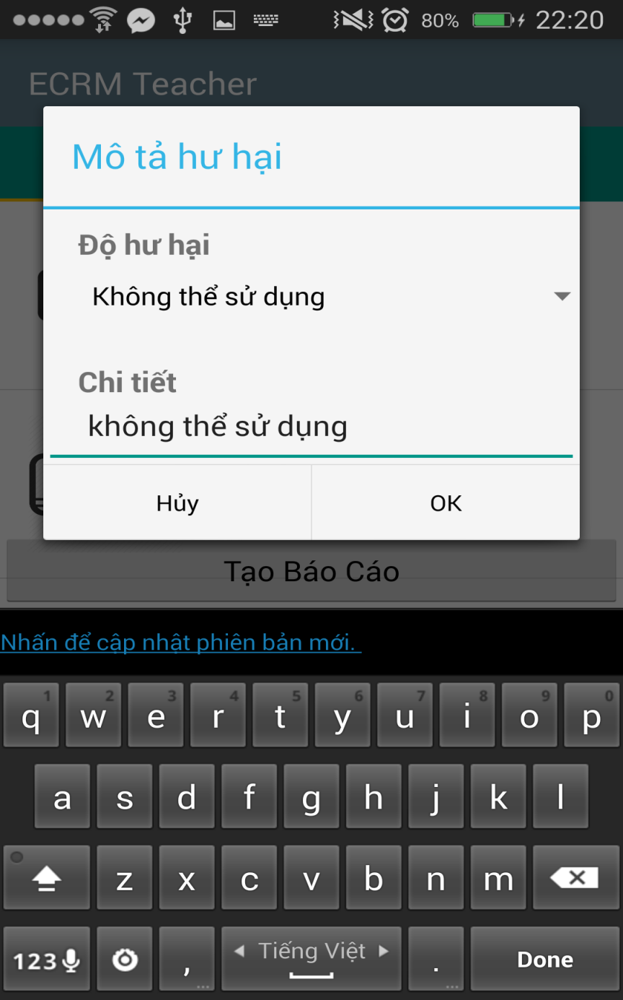 80% 22:20
ECRM Teacher
Mô tả hư hại
Độ hư hại
Không thể sử dụng
Chi tiết
không thể sử dụng
Hủy OK
Tạo Báo Cáo
Nhấn để cập nhật phiên bản mới.
1 2 3 4 5 6 7 8 9 0
q w e r t y u i o p
a s d f g h j k l
z x c v b n m
123 , ... Tiếng Việt . ... Done